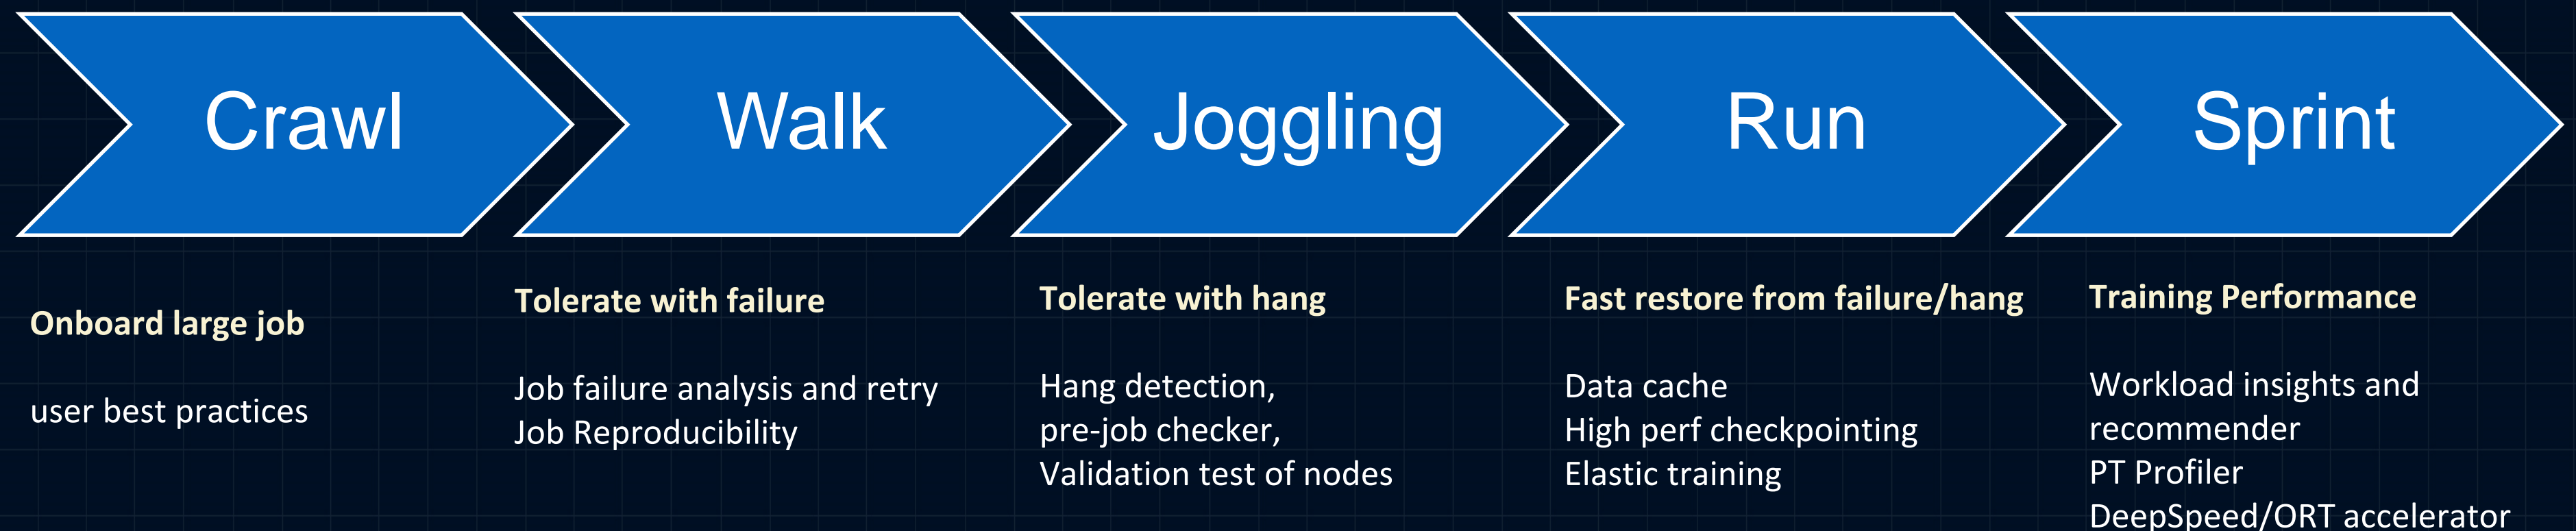 Crawl
Walk
Joggling
Run
Sprint
Onboard large job
user best practices
Tolerate with failure
Job failure analysis and retry
Job Reproducibility
Tolerate with hang
Hang detection,
pre-job checker,
Validation test of nodes
Fast restore from failure/hang
Data cache
High perf checkpointing
Elastic training
Training Performance
Workload insights and
recommender
PT Profiler
DeepSpeed/ORT accelerator